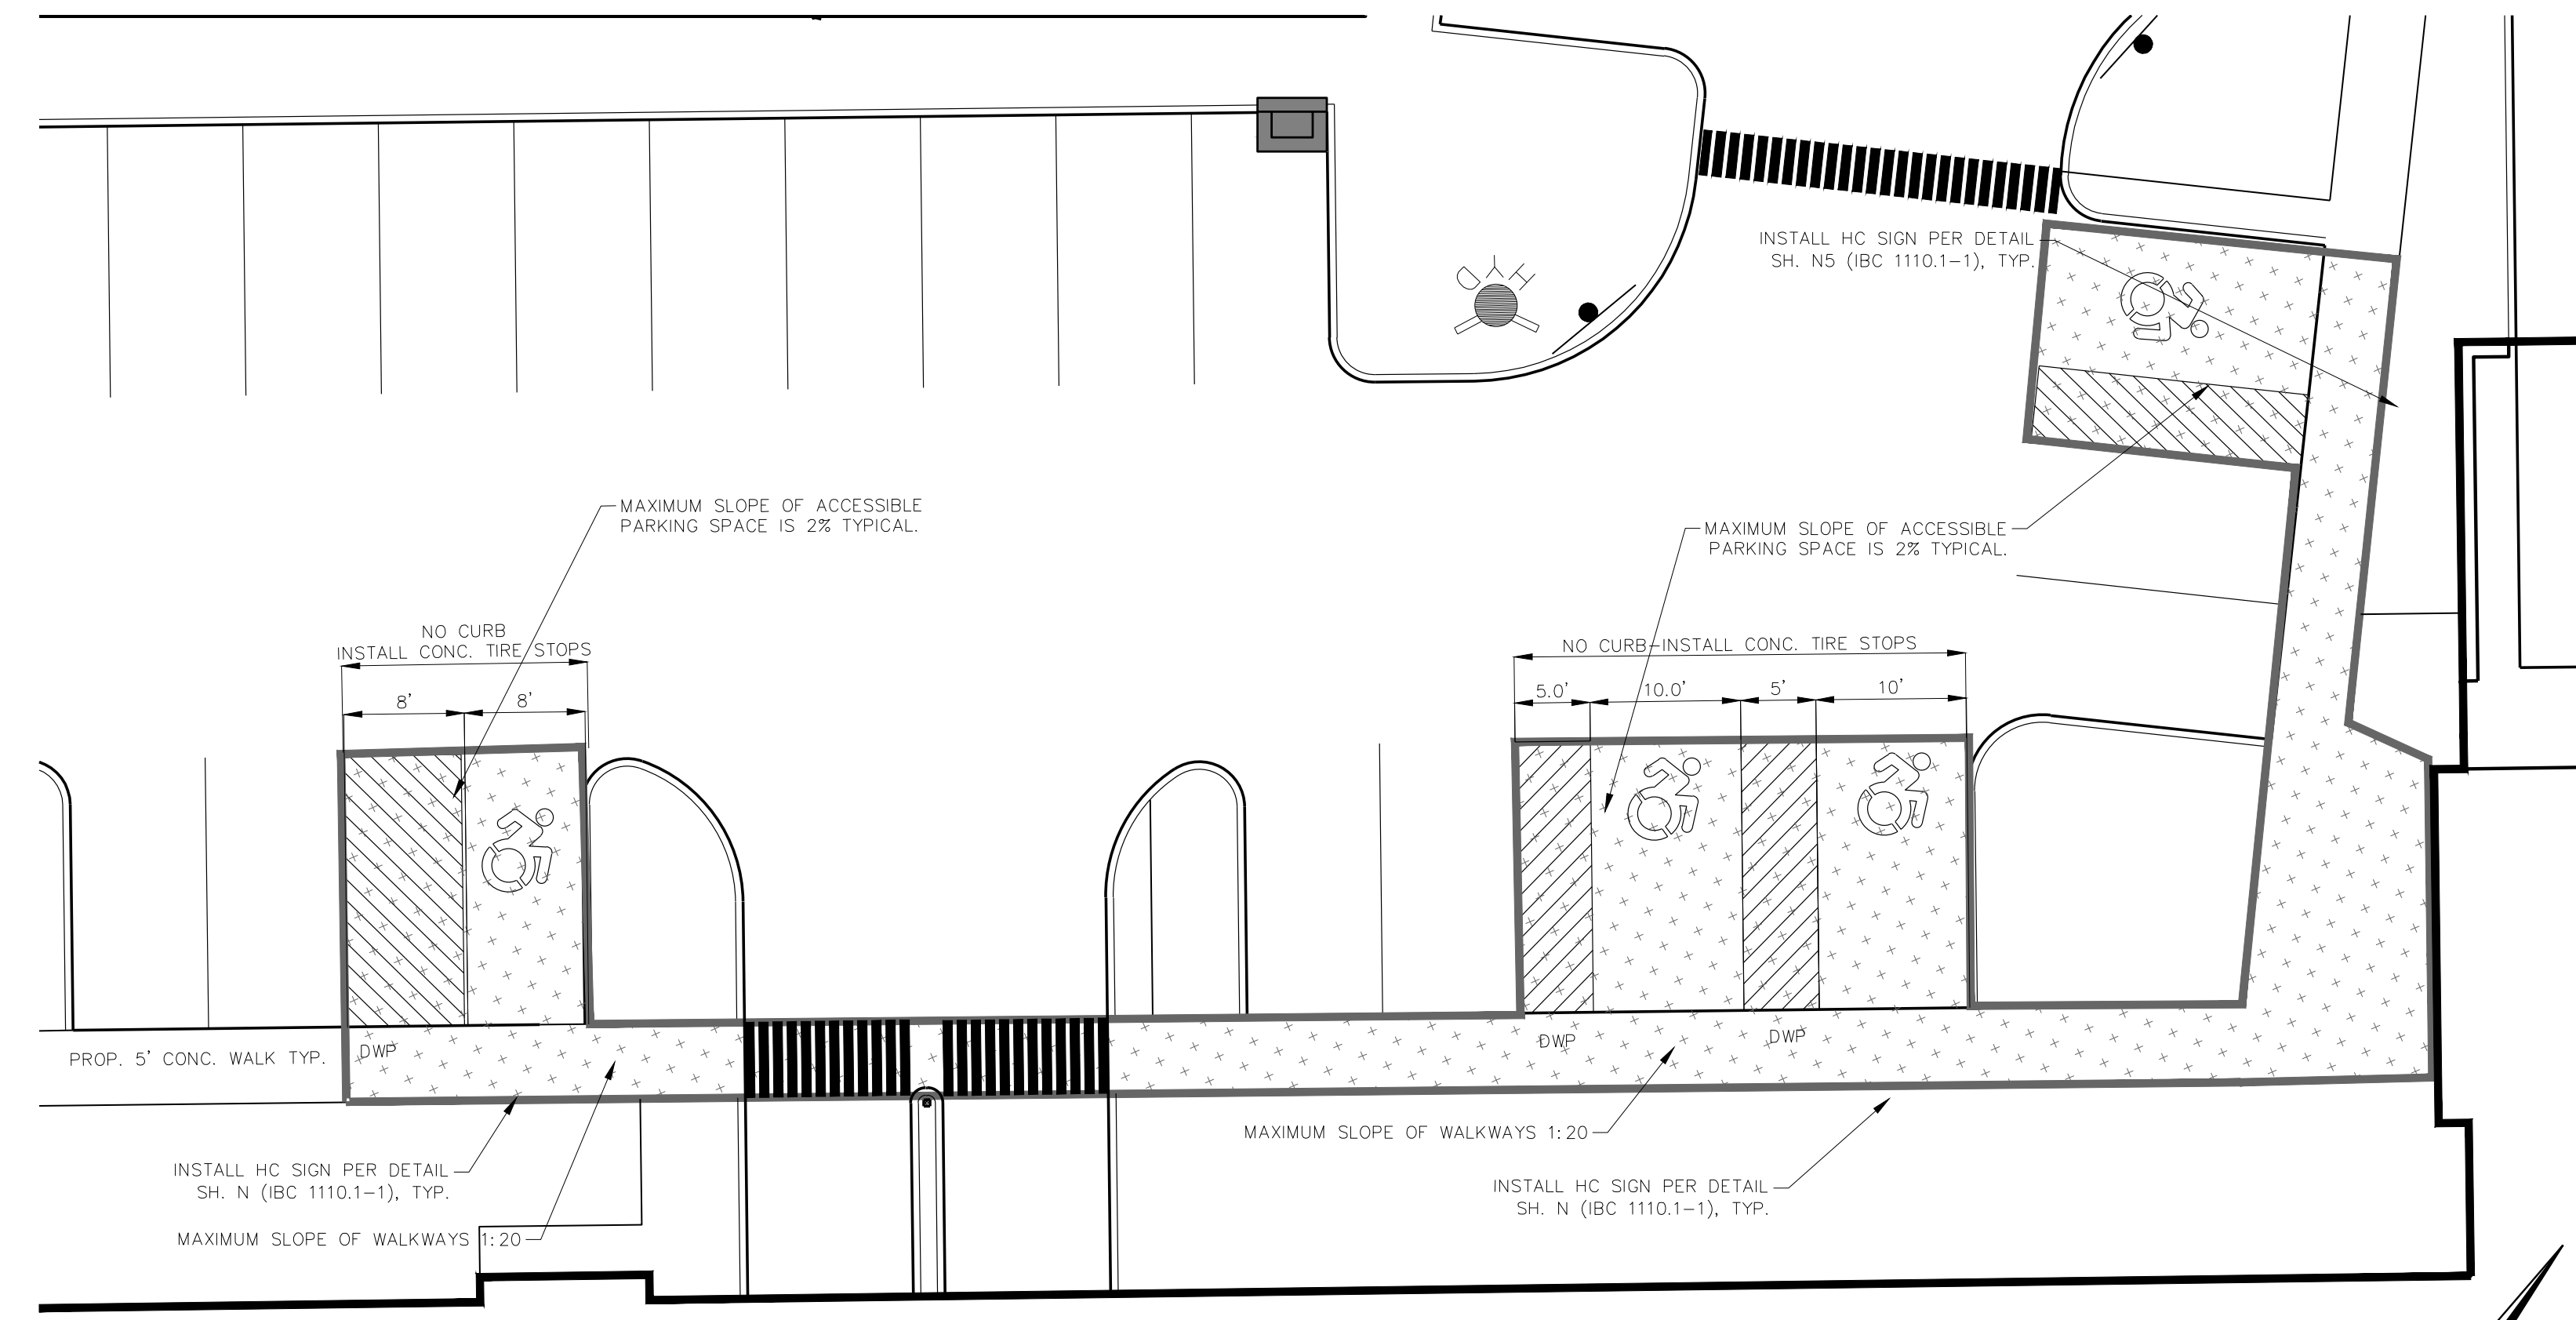 HYD
INSTALL HC SIGN PER DETAIL
SH. N5 (IBC 1110.1-1), TYP.
MAXIMUM SLOPE OF ACCESSIBLE
PARKING SPACE IS 2% TYPICAL.
MAXIMUM SLOPE OF ACCESSIBLE
PARKING SPACE IS 2% TYPICAL.
NO CURB
INSTALL CONC. TIRE STOPS
8'
8'
NO CURB-INSTALL CONC. TIRE STOPS
5.0'
10.0'
5'
10'
PROP. 5' CONC. WALK TYP.
DWP
DWP
DWP
MAXIMUM SLOPE OF WALKWAYS 1:20
INSTALL HC SIGN PER DETAIL
SH. N (IBC 1110.1-1), TYP.
INSTALL HC SIGN PER DETAIL
SH. N (IBC 1110.1-1), TYP.
MAXIMUM SLOPE OF WALKWAYS 1:20